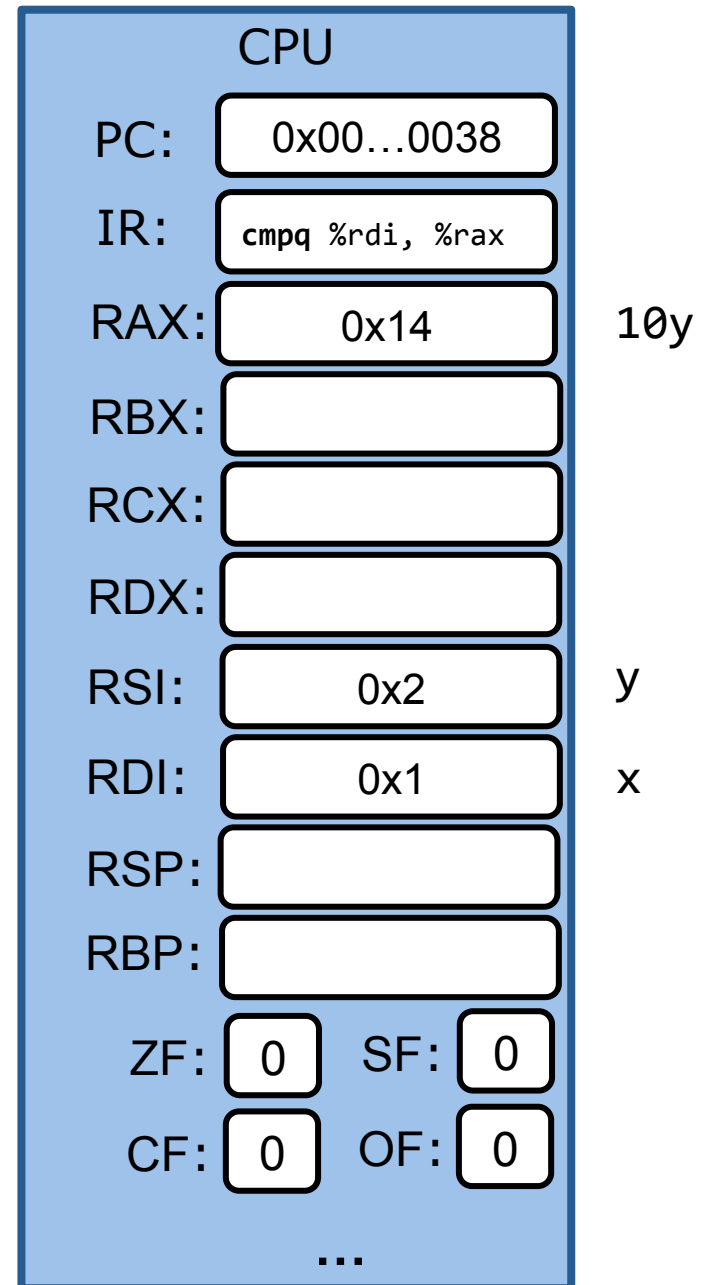 CPU
PC: 0x00…0038
IR: cmpq %rdi, %rax
RAX: 0x14 10y
RBX:
RCX:
RDX:
RSI: 0x2 y
RDI: 0x1 x
RSP:
RBP:
ZF: 0 SF: 0
CF: 0 OF: 0
...